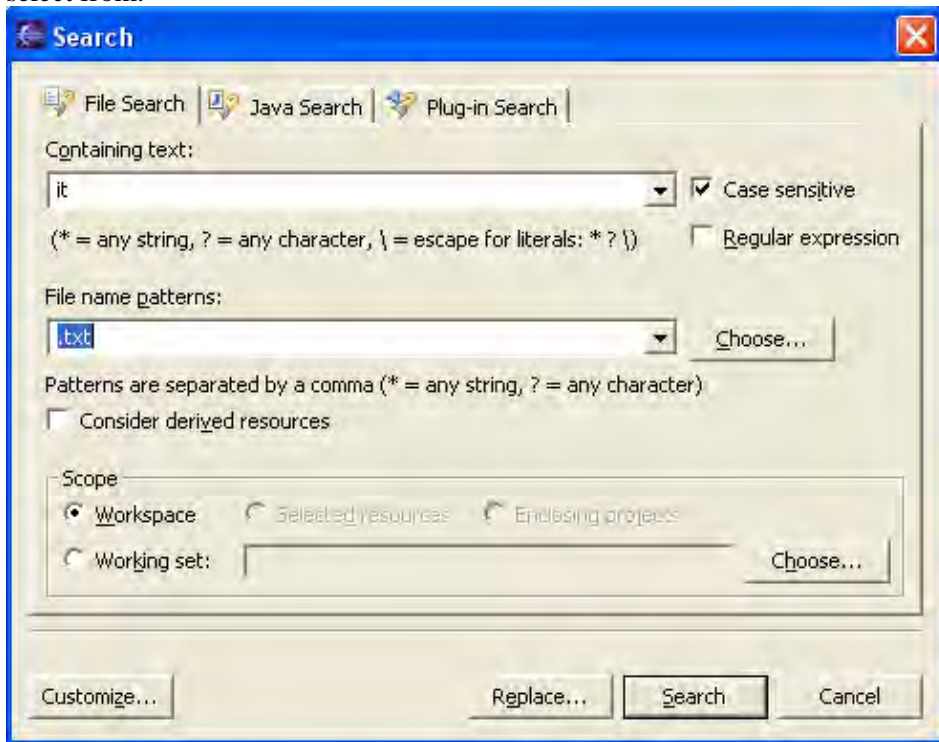 select from.
Search
File Search Java Search Plug-in Search
Containing text:
it
Case sensitive
(* = any string, ? = any character, \ = escape for literals: * ? \)
Regular expression
File name patterns:
.txt
Choose...
Patterns are separated by a comma (* = any string, ? = any character)
Consider derived resources
Scope
Workspace Selected resources Enclosing projects
Working set:
Choose...
Customize... Replace... Search Cancel